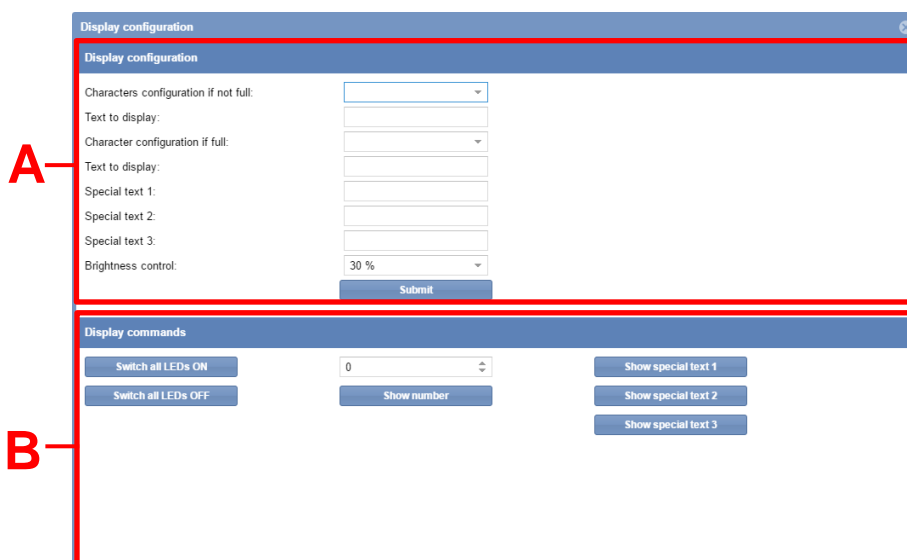 Display configuration
Display configuration
Characters configuration if not full:
Text to display:
Character configuration if full:
Text to display:
Special text 1:
Special text 2:
Special text 3:
Brightness control: 30 %
Submit
A
Display commands
Switch all LEDs ON 0 Show special text 1
Switch all LEDs OFF Show number Show special text 2
Show special text 3
B